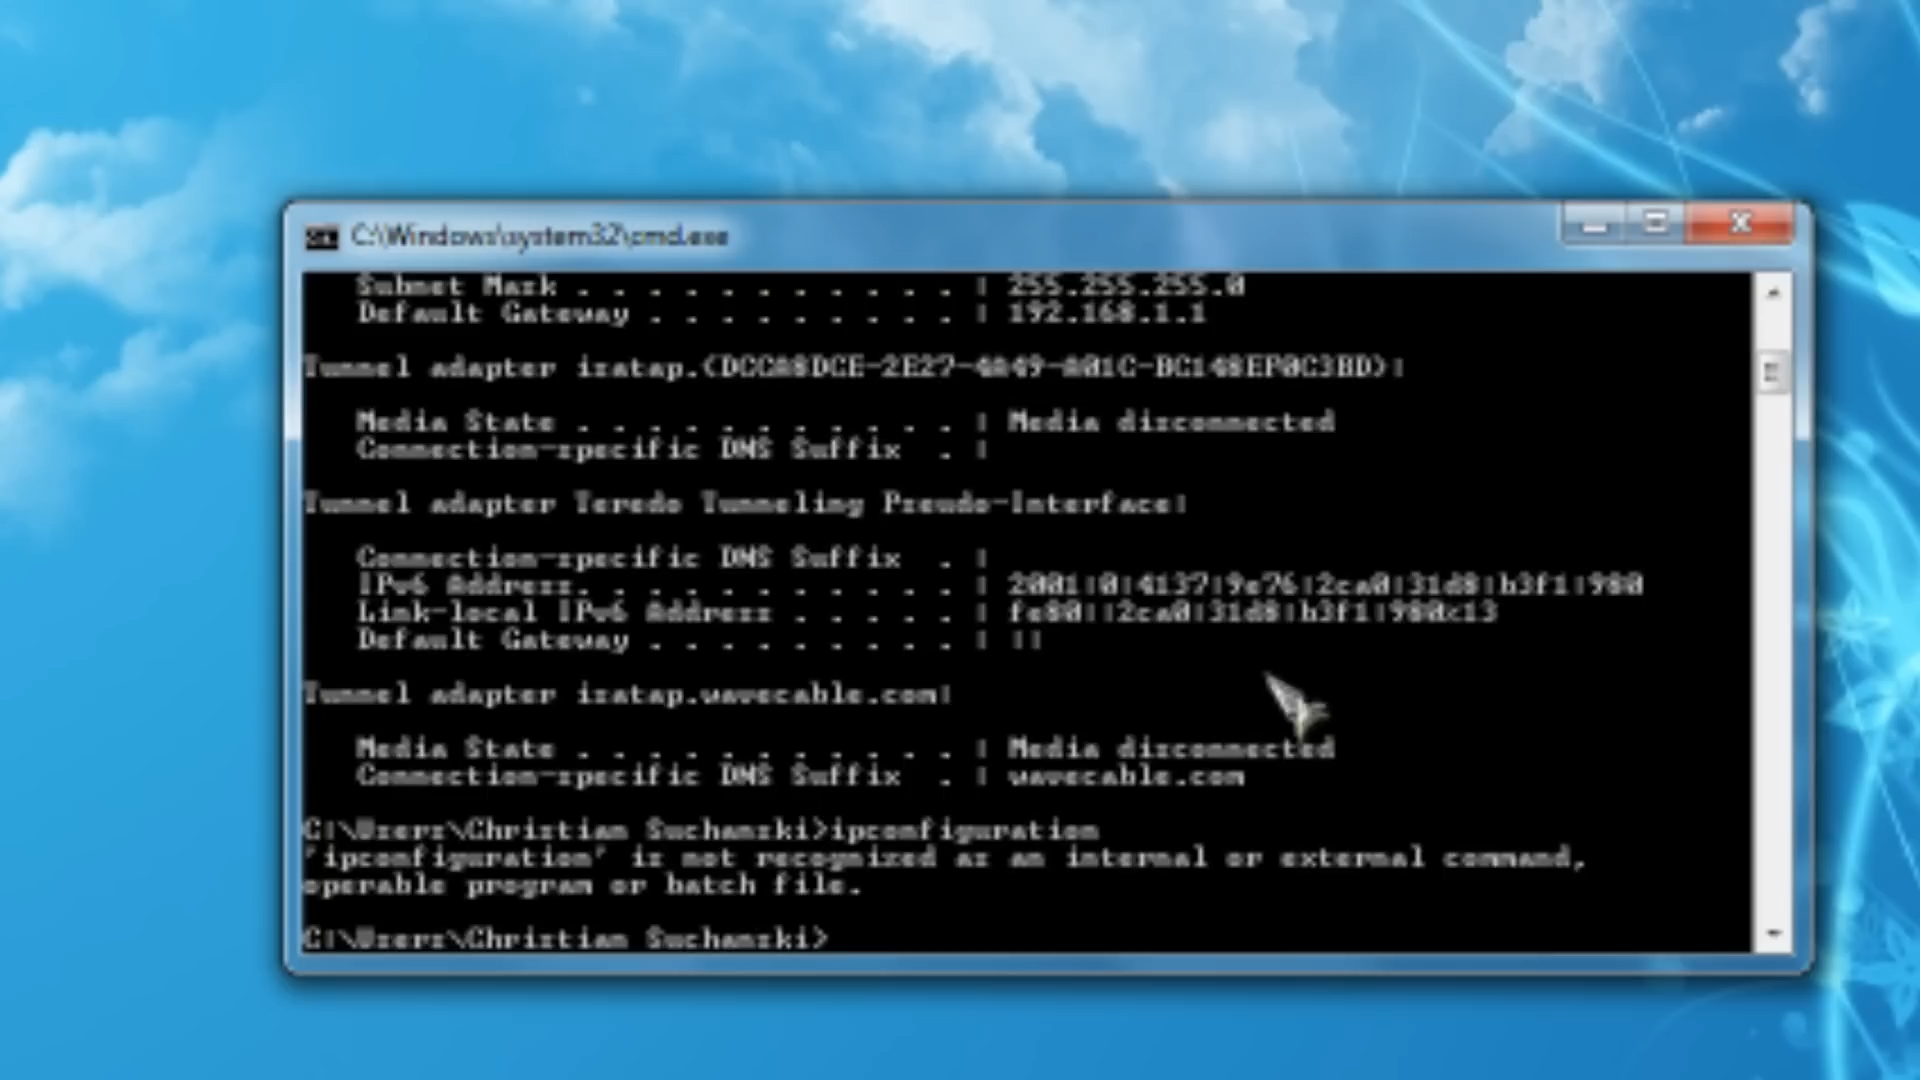 C:\Windows\system32\cmd.exe
Subnet Mask . . . . . . . . . . . : 255.255.255.0
Default Gateway . . . . . . . . . : 192.168.1.1
Tunnel adapter isatap.{DCCA8DCE-2E27-4A49-A01C-BC148EF0C3BD}:
Media State . . . . . . . . . . . : Media disconnected
Connection-specific DNS Suffix . :
Tunnel adapter Teredo Tunneling Pseudo-Interface:
Connection-specific DNS Suffix . :
IPv6 Address. . . . . . . . . . . : 2001:0:4137:9e76:2ca0:31d8:b3f1:980
Link-local IPv6 Address . . . . . : fe80::2ca0:31d8:b3f1:980%13
Default Gateway . . . . . . . . . : ::
Tunnel adapter isatap.wavecable.com:
Media State . . . . . . . . . . . : Media disconnected
Connection-specific DNS Suffix . : wavecable.com
C:\Users\Christian Suchanski>ipconfiguration
'ipconfiguration' is not recognized as an internal or external command,
operable program or batch file.
C:\Users\Christian Suchanski>